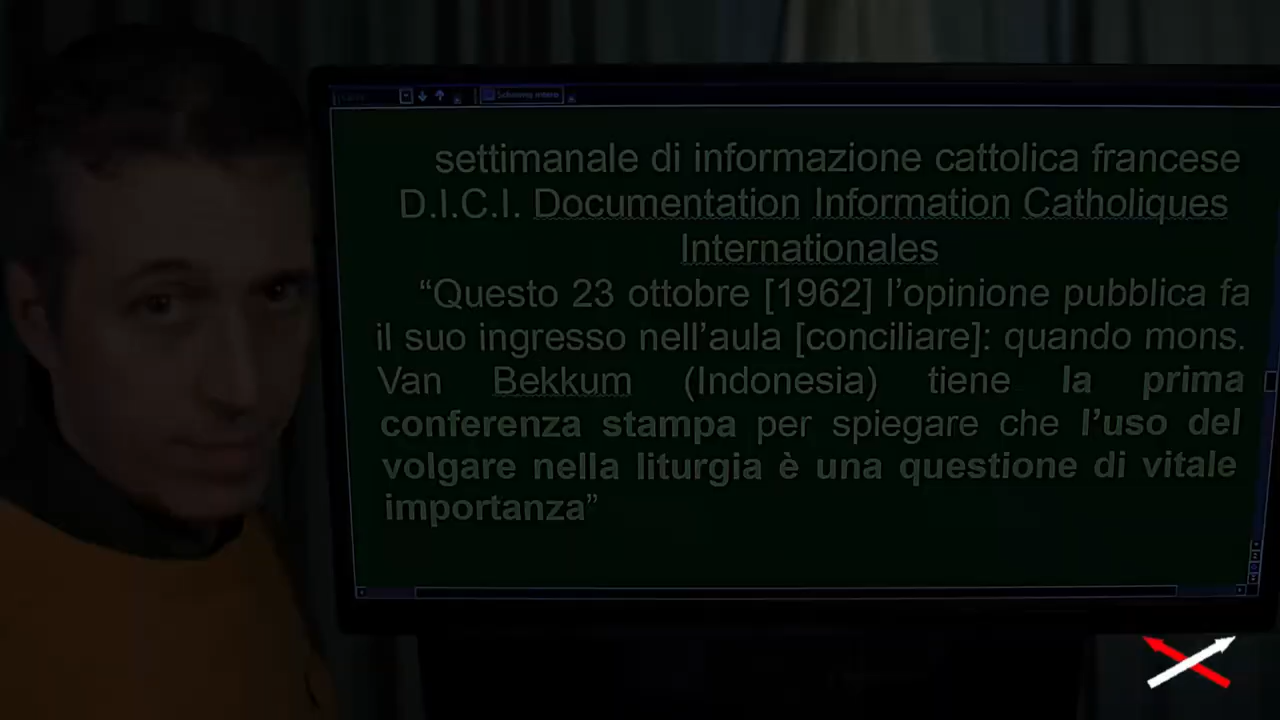 Schermo intero
settimanale di informazione cattolica francese
D.I.C.I. Documentation Information Catholiques
Internationales
“Questo 23 ottobre [1962] l’opinione pubblica fa
il suo ingresso nell’aula [conciliare]: quando mons.
Van Bekkum (Indonesia) tiene la prima
conferenza stampa per spiegare che l’uso del
volgare nella liturgia è una questione di vitale
importanza”